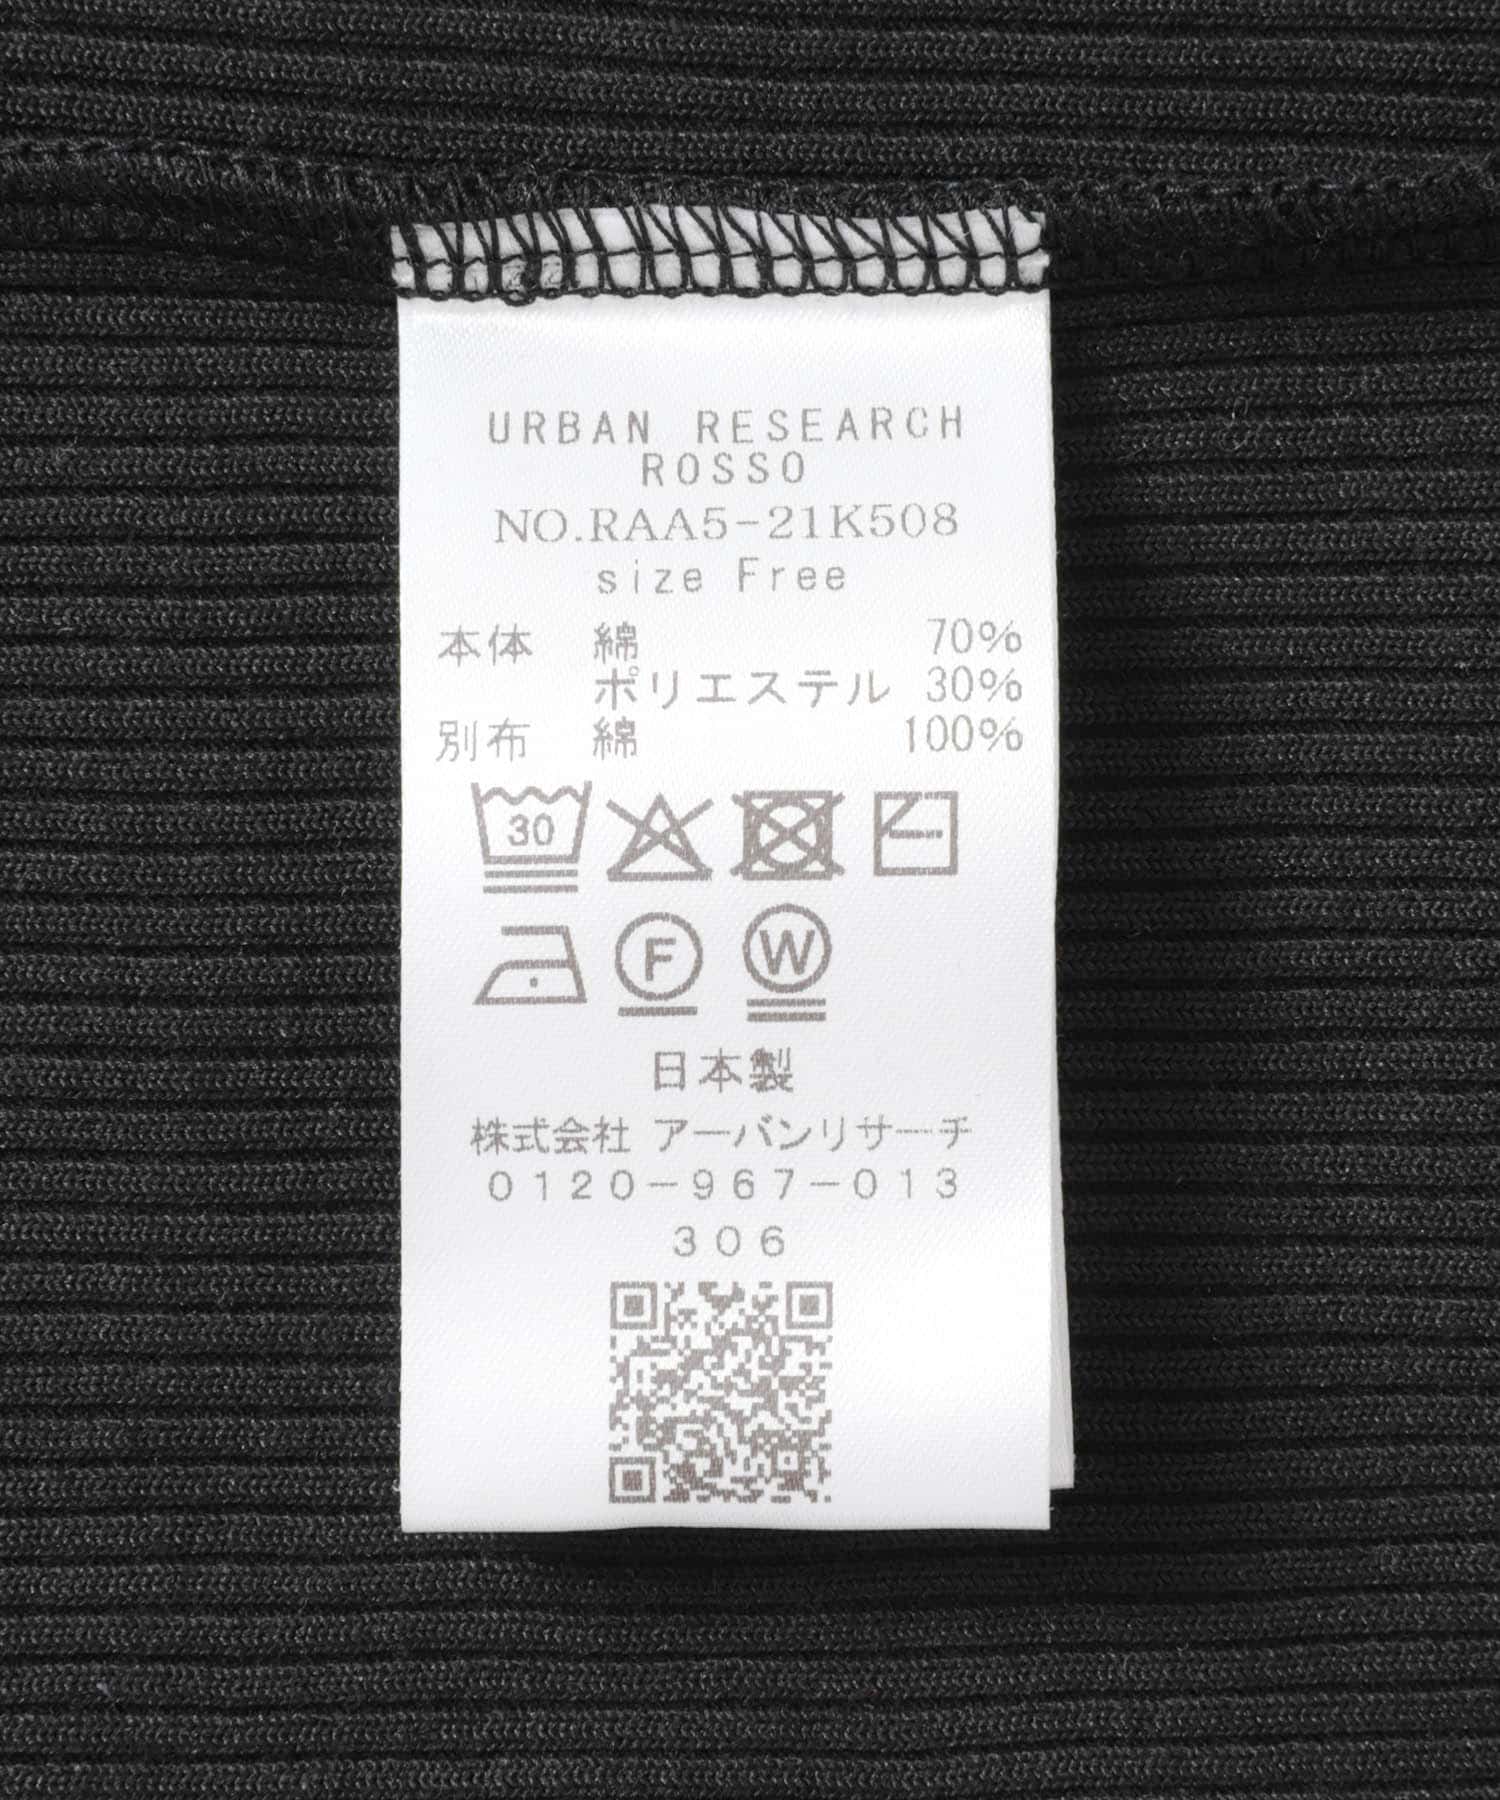 URBAN RESEARCH
ROSSO
NO.RAA5-21K508
size Free
本体 綿 70%
ポリエステル 30%
別布 綿 100%
30
F W
日本製
株式会社 アーバンリサーチ
0120-967-013
306